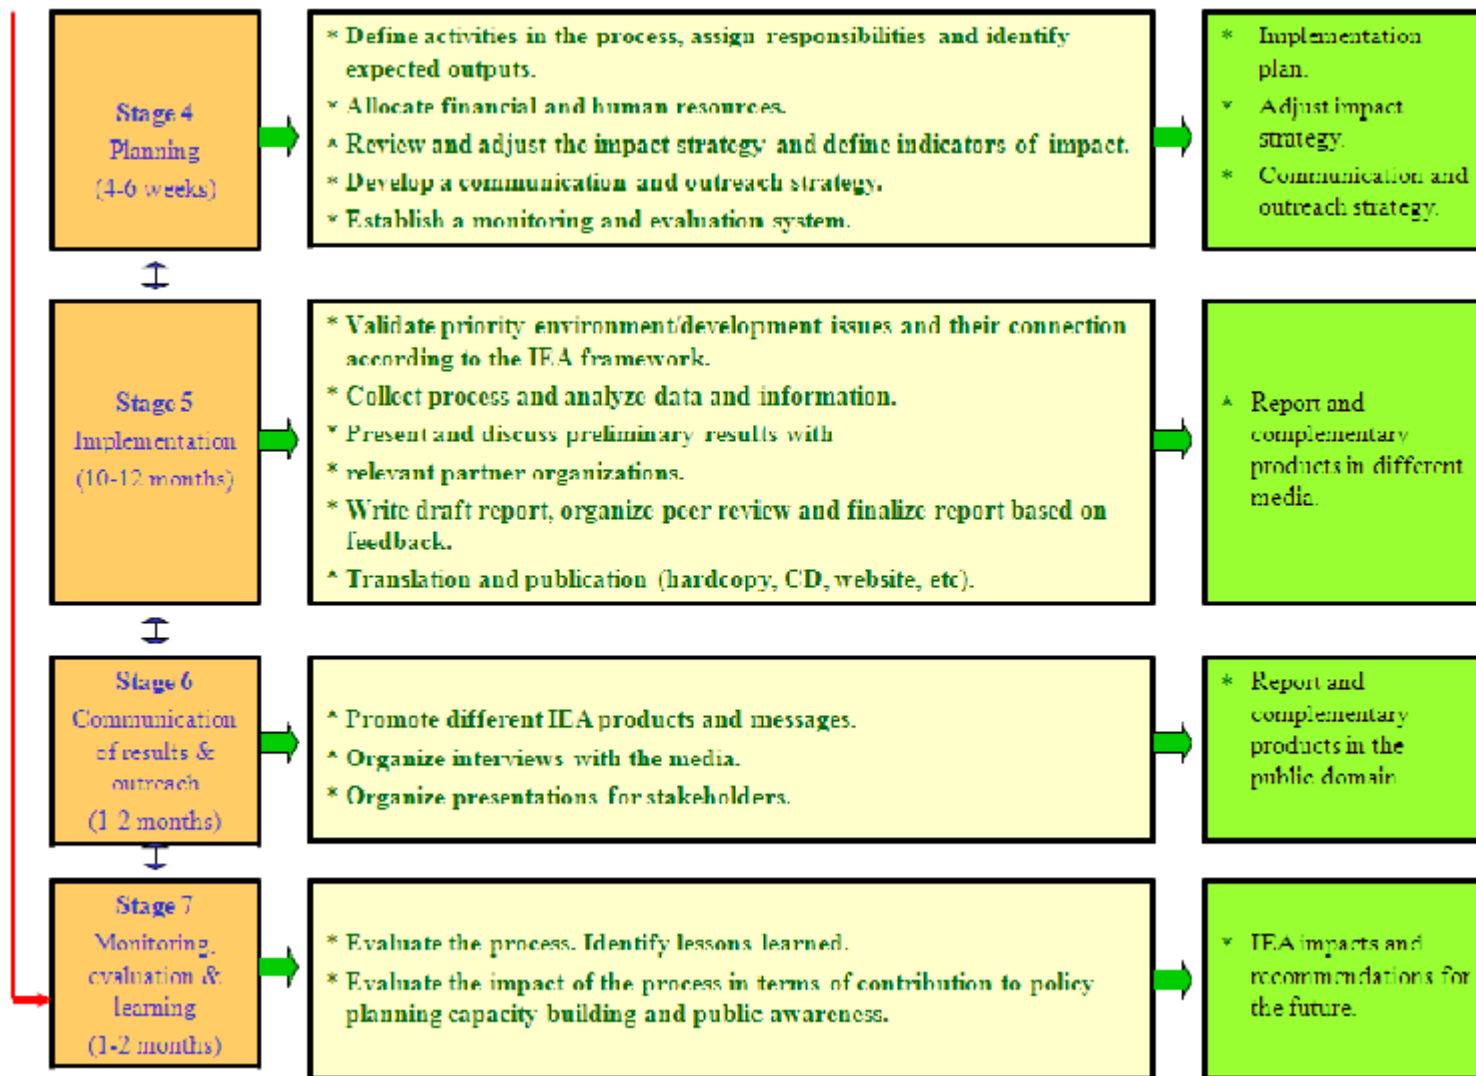 Stage 4
Planning
(4-6 weeks)
* Define activities in the process, assign responsibilities and identify
expected outputs.
* Allocate financial and human resources.
* Review and adjust the impact strategy and define indicators of impact.
* Develop a communication and outreach strategy.
* Establish a monitoring and evaluation system.
* Implementation
plan.
* Adjust impact
strategy.
* Communication and
outreach strategy.
Stage 5
Implementation
(10-12 months)
* Validate priority environment/development issues and their connection
according to the IEA framework.
* Collect process and analyze data and information.
* Present and discuss preliminary results with
* relevant partner organizations.
* Write draft report, organize peer review and finalize report based on
feedback.
* Translation and publication (hardcopy, CD, website, etc).
* Report and
complementary
products in different
media.
Stage 6
Communication
of results &
outreach
(1-2 months)
* Promote different IEA products and messages.
* Organize interviews with the media.
* Organize presentations for stakeholders.
* Report and
complementary
products in the
public domain
Stage 7
Monitoring,
evaluation &
learning
(1-2 months)
* Evaluate the process. Identify lessons learned.
* Evaluate the impact of the process in terms of contribution to policy
planning capacity building and public awareness.
* IEA impacts and
recommendations for
the future.